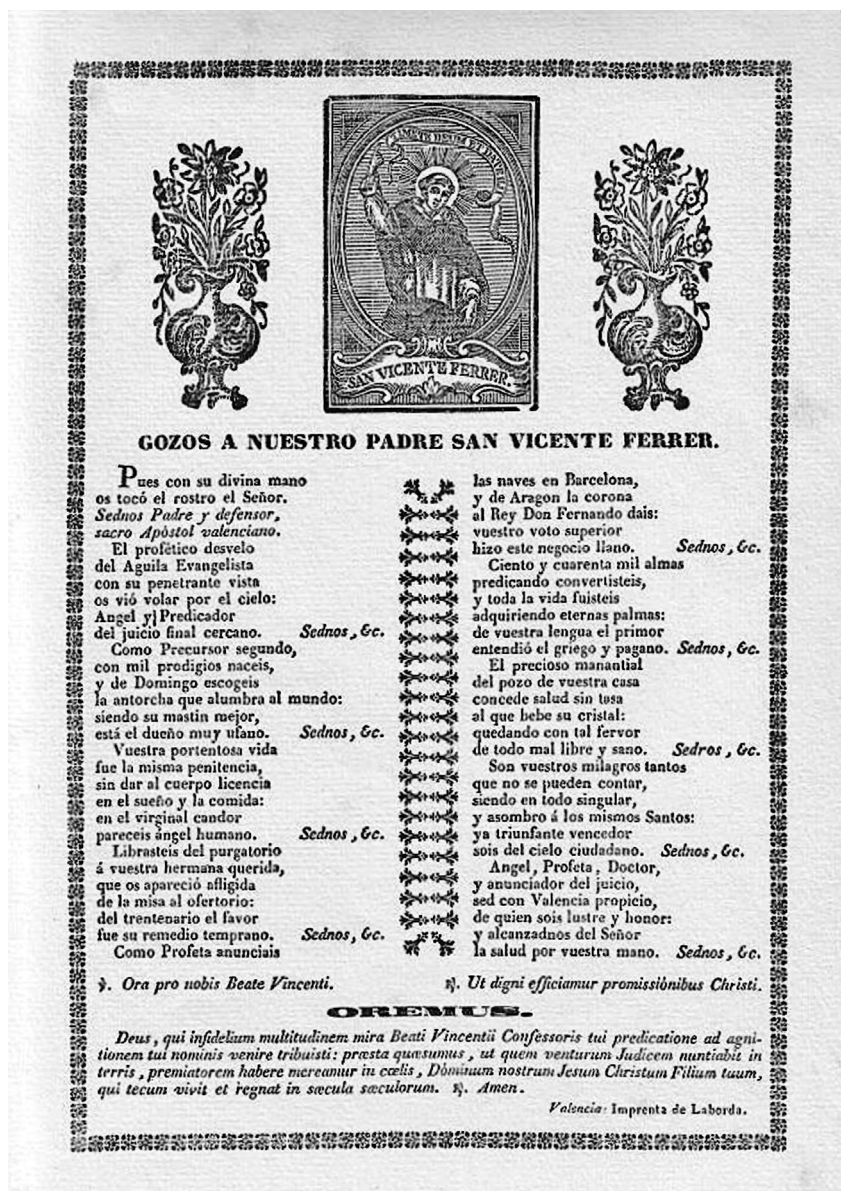 TIMETE DEUM ET DATE ILLI
SAN VICENTE FERRER.
GOZOS A NUESTRO PADRE SAN VICENTE FERRER.
Pues con su divina mano
os tocó el rostro el Señor.
Sednos Padre y defensor,
sacro Apóstol valenciano.
El profético desvelo
del Aguila Evangelista
con su penetrante vista
os vió volar por el cielo:
Angel y Predicador
del juicio final cercano. Sednos, &c.
Como Precursor segundo,
con mil prodigios naceis,
y de Domingo escogeis
la antorcha que alumbra al mundo:
siendo su mastin mejor,
está el dueño muy ufano. Sednos, &c.
Vuestra portentosa vida
fue la misma penitencia,
sin dar al cuerpo licencia
en el sueño y la comida:
en el virginal candor
pareceis ángel humano. Sednos, &c.
Librasteis del purgatorio
á vuestra hermana querida,
que os apareció afligida
de la misa al ofertorio:
del trentenario el favor
fue su remedio temprano. Sednos, &c.
Como Profeta anunciais
las naves en Barcelona,
y de Aragon la corona
al Rey Don Fernando dais:
vuestro voto superior
hizo este negocio llano. Sednos, &c.
Ciento y cuarenta mil almas
predicando convertisteis,
y toda la vida fuisteis
adquiriendo eternas palmas:
de vuestra lengua el primor
entendió el griego y pagano. Sednos, &c.
El precioso manantial
del pozo de vuestra casa
concede salud sin tasa
al que bebe su cristal:
quedando con tal fervor
de todo mal libre y sano. Sedros, &c.
Son vuestros milagros tantos
que no se pueden contar,
siendo en todo singular,
y asombro á los mismos Santos:
ya triunfante vencedor
sois del cielo ciudadano. Sednos, &c.
Angel, Profeta, Doctor,
y anunciador del juicio,
sed con Valencia propicio,
de quien sois lustre y honor:
y alcanzadnos del Señor
la salud por vuestra mano. Sednos, &c.
℣. Ora pro nobis Beate Vincenti. ℟. Ut digni efficiamur promissiónibus Christi.
OREMUS.
Deus, qui infidelium multitudinem mira Beati Vincentii Confessoris tui predicatione ad agni-
tionem tui nominis venire tribuisti: præsta quæsumus, ut quem venturum Judicem nuntiabit in
terris, premiatorem habere mereamur in cœlis, Dóminum nostrum Jesum Christum Filium tuum,
qui tecum vivit et regnat in sæcula sæculorum. ℟. Amen.
Valencia: Imprenta de Laborda.